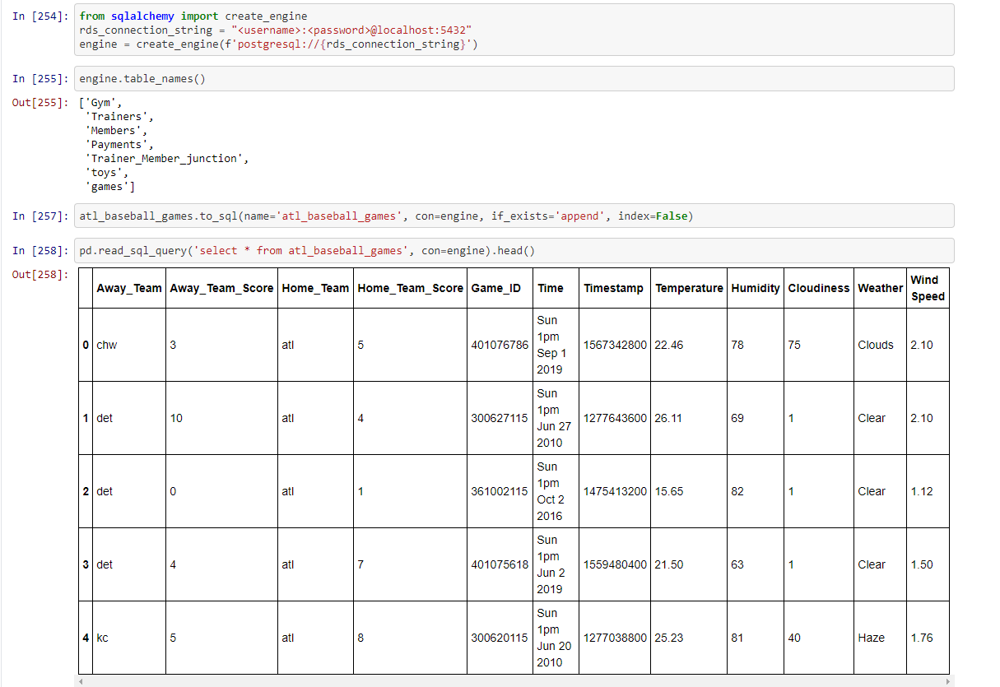 In [254]: from sqlalchemy import create_engine
rds_connection_string = "<username>:<password>@localhost:5432"
engine = create_engine(f'postgresql://{rds_connection_string}')
In [255]: engine.table_names()
Out[255]: ['Gym',
'Trainers',
'Members',
'Payments',
'Trainer_Member_junction',
'toys',
'games']
In [257]: atl_baseball_games.to_sql(name='atl_baseball_games', con=engine, if_exists='append', index=False)
In [258]: pd.read_sql_query('select * from atl_baseball_games', con=engine).head()
Out[258]:
Away_Team Away_Team_Score Home_Team Home_Team_Score Game_ID Time Timestamp Temperature Humidity Cloudiness Weather Wind
Speed
0 chw 3 atl 5 401076786 Sun
1pm
Sep 1
2019 1567342800 22.46 78 75 Clouds 2.10
1 det 10 atl 4 300627115 Sun
1pm
Jun 27
2010 1277643600 26.11 69 1 Clear 2.10
2 det 0 atl 1 361002115 Sun
1pm
Oct 2
2016 1475413200 15.65 82 1 Clear 1.12
3 det 4 atl 7 401075618 Sun
1pm
Jun 2
2019 1559480400 21.50 63 1 Clear 1.50
4 kc 5 atl 8 300620115 Sun
1pm
Jun 20
2010 1277038800 25.23 81 40 Haze 1.76